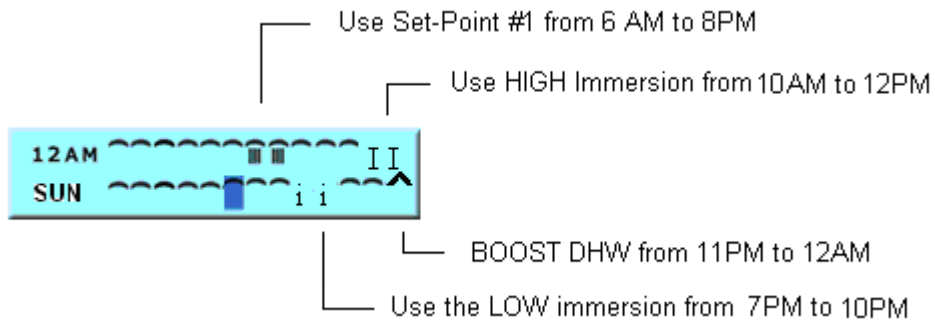 Use Set-Point #1 from 6 AM to 8PM
Use HIGH Immersion from 10AM to 12PM
12AM I I
SUN i i
BOOST DHW from 11PM to 12AM
Use the LOW immersion from 7PM to 10PM